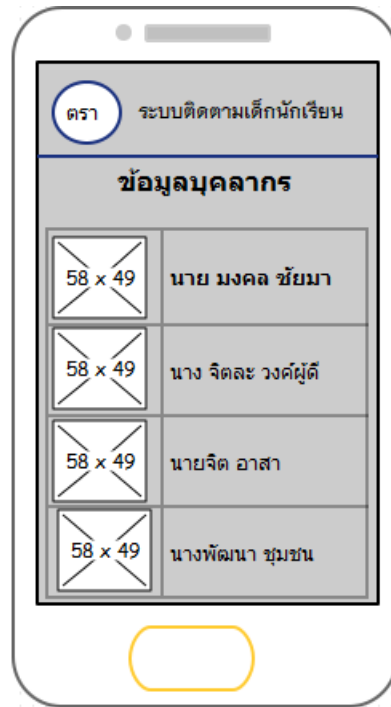 ตรา
ระบบติดตามเด็กนักเรียน
ข้อมูลบุคลากร
58 x 49
นาย มงคล ชัยมา
58 x 49
นาง จิตละ วงค์ผู้ดี
58 x 49
นายจิต อาสา
58 x 49
นางพัฒนา ชุมชน